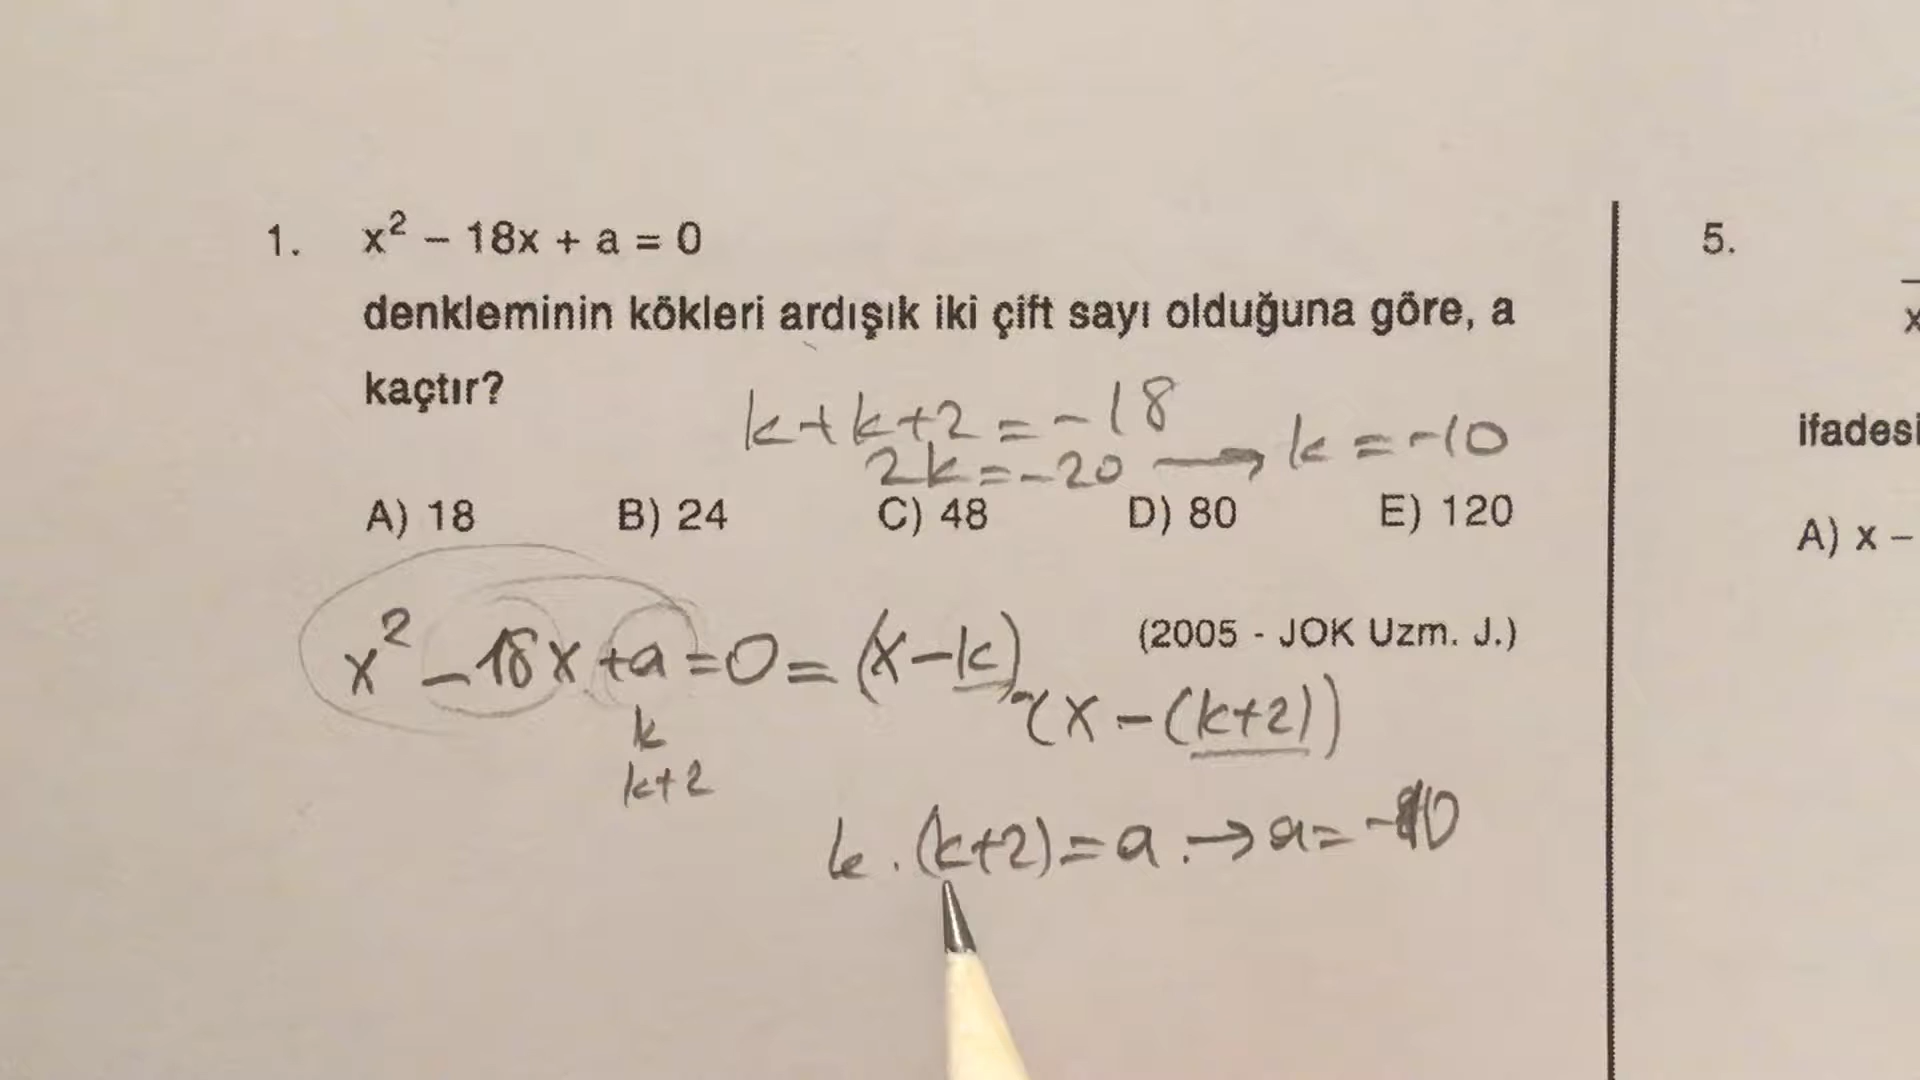 1. x² – 18x + a = 0
denkleminin kökleri ardışık iki çift sayı olduğuna göre, a
kaçtır?
k+k+2=-18
2k=-20 → k=-10
A) 18 B) 24 C) 48 D) 80 E) 120
(2005 - JOK Uzm. J.)
x²-18x+a=0=(x-k)
(x-(k+2))
k
k+2
k.(k+2)=a.→a=
5.
x
ifadesi
A) x –